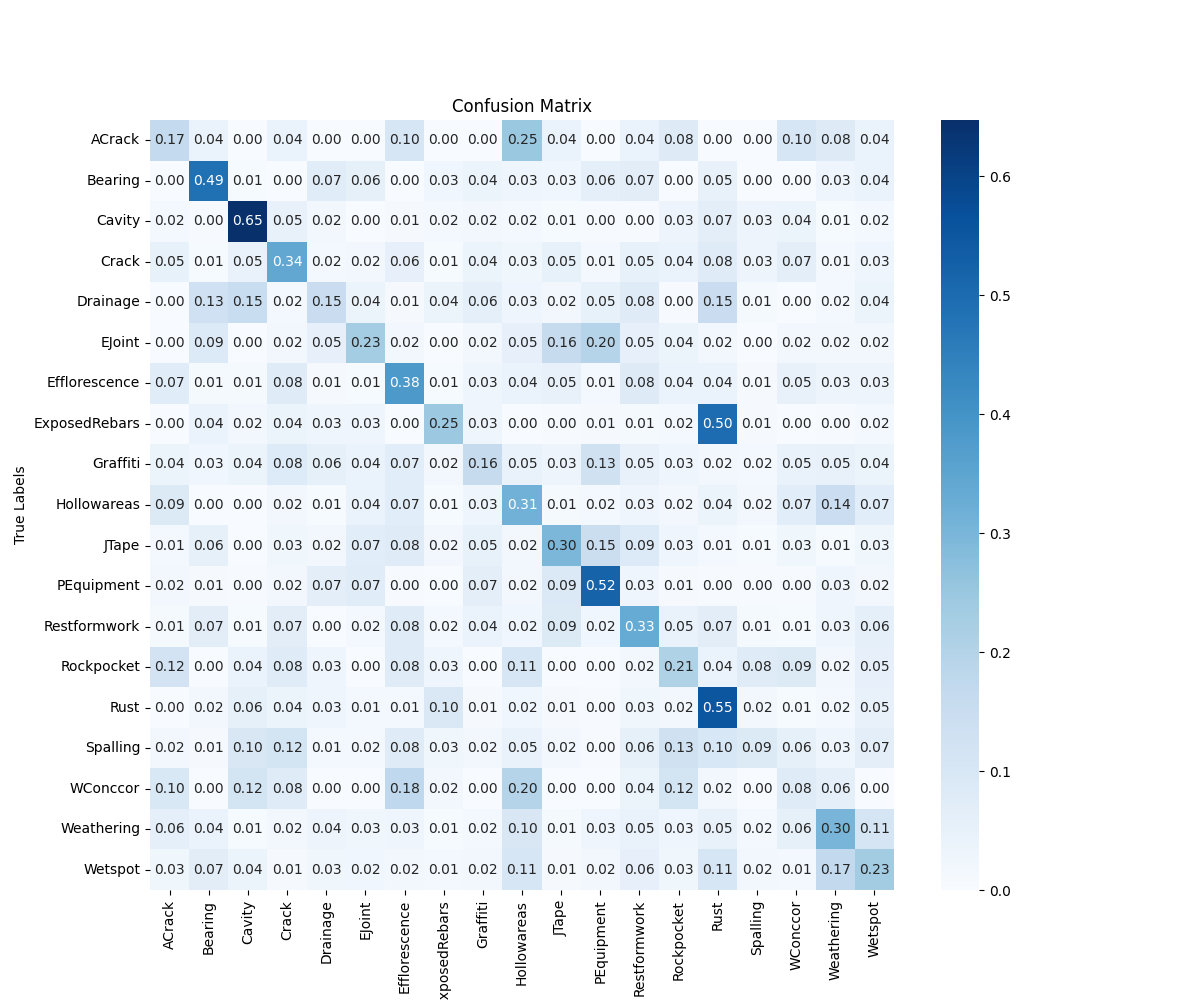 Confusion Matrix
ACrack 0.17 0.04 0.00 0.04 0.00 0.00 0.10 0.00 0.00 0.25 0.04 0.00 0.04 0.08 0.00 0.00 0.10 0.08 0.04
Bearing 0.00 0.49 0.01 0.00 0.07 0.06 0.00 0.03 0.04 0.03 0.03 0.06 0.07 0.00 0.05 0.00 0.00 0.03 0.04
0.6
Cavity 0.02 0.00 0.65 0.05 0.02 0.00 0.01 0.02 0.02 0.02 0.01 0.00 0.00 0.03 0.07 0.03 0.04 0.01 0.02
Crack 0.05 0.01 0.05 0.34 0.02 0.02 0.06 0.01 0.04 0.03 0.05 0.01 0.05 0.04 0.08 0.03 0.07 0.01 0.03
0.5
Drainage 0.00 0.13 0.15 0.02 0.15 0.04 0.01 0.04 0.06 0.03 0.02 0.05 0.08 0.00 0.15 0.01 0.00 0.02 0.04
EJoint 0.00 0.09 0.00 0.02 0.05 0.23 0.02 0.00 0.02 0.05 0.16 0.20 0.05 0.04 0.02 0.00 0.02 0.02 0.02
Efflorescence 0.07 0.01 0.01 0.08 0.01 0.01 0.38 0.01 0.03 0.04 0.05 0.01 0.08 0.04 0.04 0.01 0.05 0.03 0.03
0.4
ExposedRebars 0.00 0.04 0.02 0.04 0.03 0.03 0.00 0.25 0.03 0.00 0.00 0.01 0.01 0.02 0.50 0.01 0.00 0.00 0.02
Graffiti 0.04 0.03 0.04 0.08 0.06 0.04 0.07 0.02 0.16 0.05 0.03 0.13 0.05 0.03 0.02 0.02 0.05 0.05 0.04
True Labels
Hollowareas 0.09 0.00 0.00 0.02 0.01 0.04 0.07 0.01 0.03 0.31 0.01 0.02 0.03 0.02 0.04 0.02 0.07 0.14 0.07
0.3
JTape 0.01 0.06 0.00 0.03 0.02 0.07 0.08 0.02 0.05 0.02 0.30 0.15 0.09 0.03 0.01 0.01 0.03 0.01 0.03
PEquipment 0.02 0.01 0.00 0.02 0.07 0.07 0.00 0.00 0.07 0.02 0.09 0.52 0.03 0.01 0.00 0.00 0.00 0.03 0.02
Restformwork 0.01 0.07 0.01 0.07 0.00 0.02 0.08 0.02 0.04 0.02 0.09 0.02 0.33 0.05 0.07 0.01 0.01 0.03 0.06
0.2
Rockpocket 0.12 0.00 0.04 0.08 0.03 0.00 0.08 0.03 0.00 0.11 0.00 0.00 0.02 0.21 0.04 0.08 0.09 0.02 0.05
Rust 0.00 0.02 0.06 0.04 0.03 0.01 0.01 0.10 0.01 0.02 0.01 0.00 0.03 0.02 0.55 0.02 0.01 0.02 0.05
Spalling 0.02 0.01 0.10 0.12 0.01 0.02 0.08 0.03 0.02 0.05 0.02 0.00 0.06 0.13 0.10 0.09 0.06 0.03 0.07
0.1
WConccor 0.10 0.00 0.12 0.08 0.00 0.00 0.18 0.02 0.00 0.20 0.00 0.00 0.04 0.12 0.02 0.00 0.08 0.06 0.00
Weathering 0.06 0.04 0.01 0.02 0.04 0.03 0.03 0.01 0.02 0.10 0.01 0.03 0.05 0.03 0.05 0.02 0.06 0.30 0.11
Wetspot 0.03 0.07 0.04 0.01 0.03 0.02 0.02 0.01 0.02 0.11 0.01 0.02 0.06 0.03 0.11 0.02 0.01 0.17 0.23
0.0
ACrack Bearing Cavity Crack Drainage EJoint Efflorescence xposedRebars Graffiti Hollowareas JTape PEquipment Restformwork Rockpocket Rust Spalling WConccor Weathering Wetspot